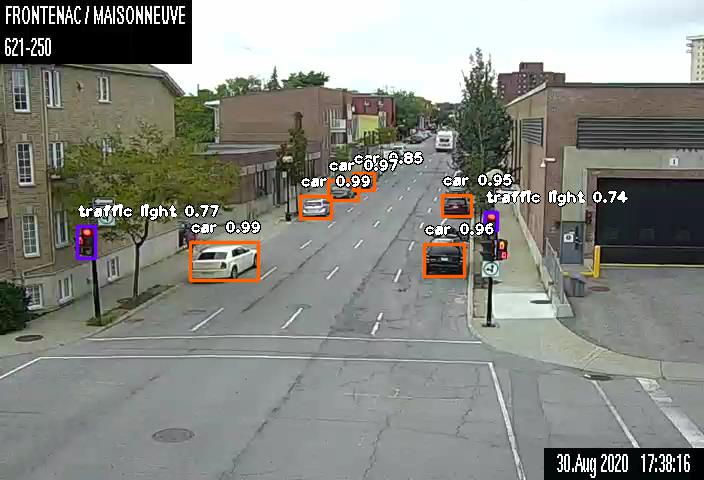 FRONTENAC / MAISONNEUVE
621-250
car 0.85
car 0.97
car 0.99
car 0.95
traffic light 0.74
traffic light 0.77
car 0.99
car 0.96
30.Aug 2020 17:38:16